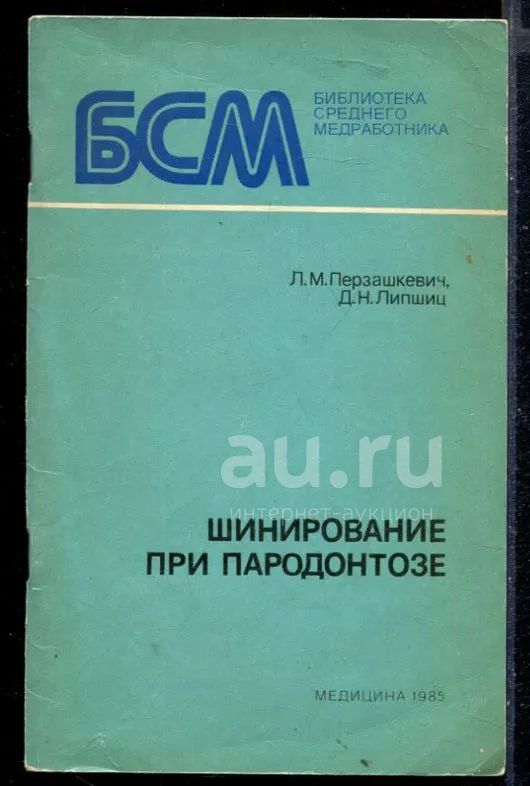 БСМ
БИБЛИОТЕКА
СРЕДНЕГО
МЕДРАБОТНИКА
Л.М.Перзашкевич,
Д.Н.Липшиц
au.ru
интернет-аукцион
ШИНИРОВАНИЕ
ПРИ ПАРОДОНТОЗЕ
МЕДИЦИНА 1985